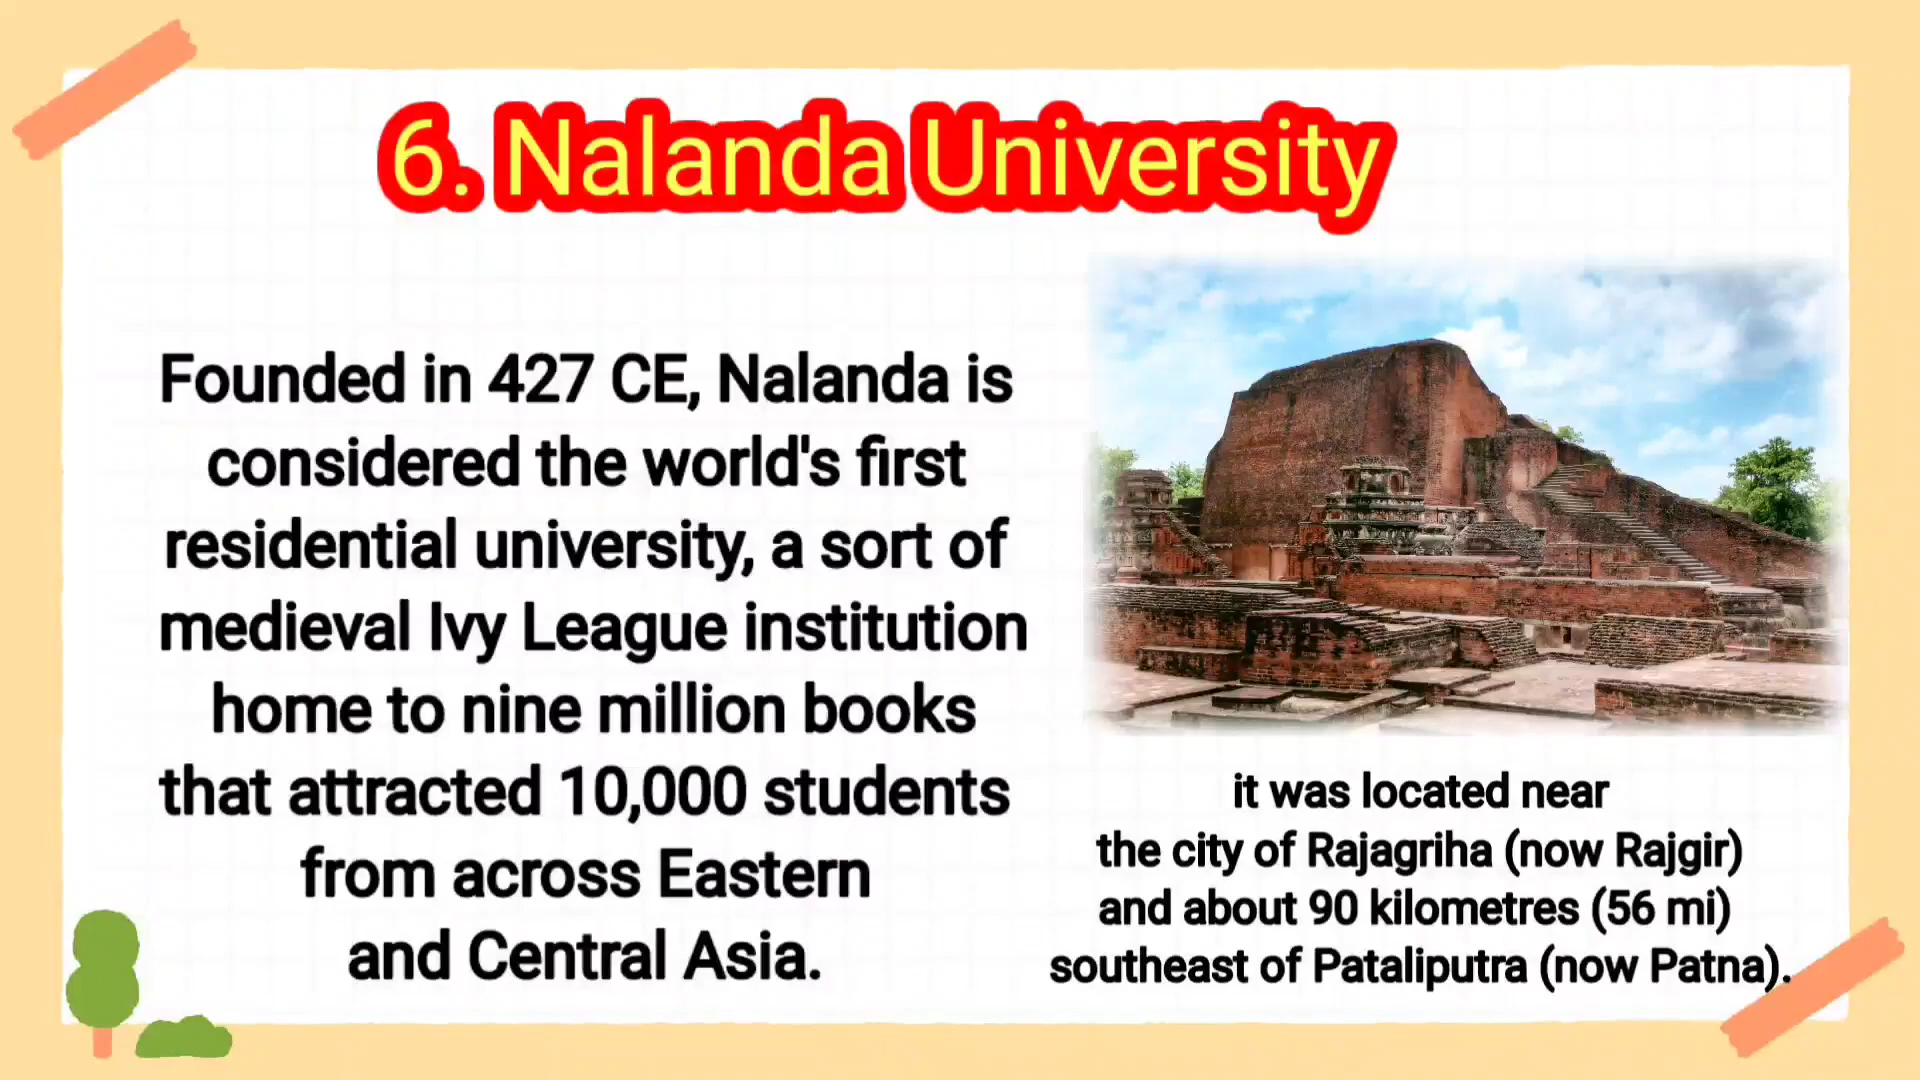 6. Nalanda University
Founded in 427 CE, Nalanda is
considered the world's first
residential university, a sort of
medieval Ivy League institution
home to nine million books
that attracted 10,000 students
from across Eastern
and Central Asia.
it was located near
the city of Rajagriha (now Rajgir)
and about 90 kilometres (56 mi)
southeast of Pataliputra (now Patna).